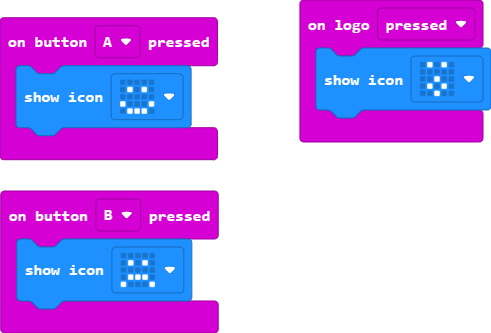 on button A pressed
show icon
on logo pressed
show icon
on button B pressed
show icon